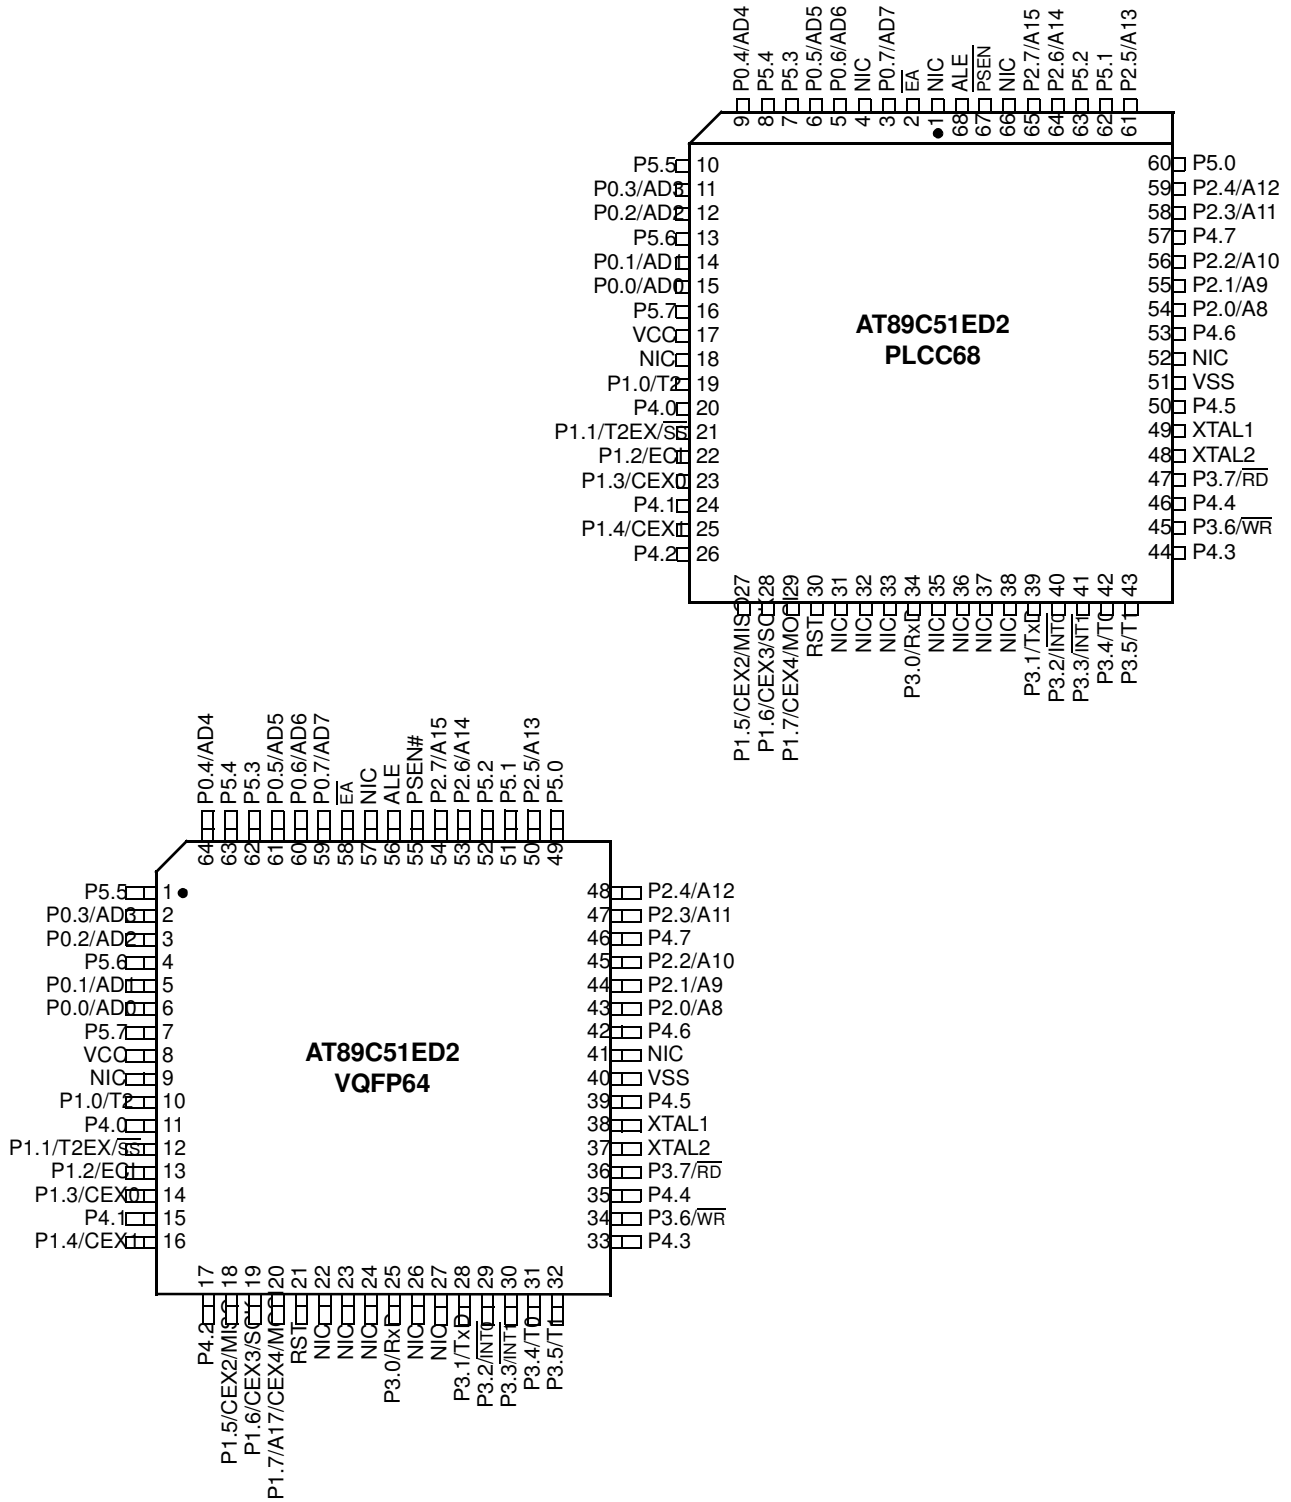 P0.4/AD4
P5.4
P5.3
P0.5/AD5
P0.6/AD6
NIC
P0.7/AD7
EA
NIC
ALE
PSEN
NIC
P2.7/A15
P2.6/A14
P5.2
P5.1
P2.5/A13
9
8
7
6
5
4
3
2
1
68
67
66
65
64
63
62
61
P5.5 10
P0.3/AD3 11
P0.2/AD2 12
P5.6 13
P0.1/AD1 14
P0.0/AD0 15
P5.7 16
VCC 17
NIC 18
P1.0/T2 19
P4.0 20
P1.1/T2EX/SS 21
P1.2/ECI 22
P1.3/CEX0 23
P4.1 24
P1.4/CEX1 25
P4.2 26
AT89C51ED2
PLCC68
60 P5.0
59 P2.4/A12
58 P2.3/A11
57 P4.7
56 P2.2/A10
55 P2.1/A9
54 P2.0/A8
53 P4.6
52 NIC
51 VSS
50 P4.5
49 XTAL1
48 XTAL2
47 P3.7/RD
46 P4.4
45 P3.6/WR
44 P4.3
27
28
29
30
31
32
33
34
35
36
37
38
39
40
41
42
43
P1.5/CEX2/MISO
P1.6/CEX3/SCK
P1.7/CEX4/MOSI
RST
NIC
NIC
NIC
P3.0/RxD
NIC
NIC
NIC
NIC
P3.1/TxD
P3.2/INT0
P3.3/INT1
P3.4/T0
P3.5/T1
P0.4/AD4
P5.4
P5.3
P0.5/AD5
P0.6/AD6
P0.7/AD7
EA
NIC
ALE
PSEN#
P2.7/A15
P2.6/A14
P5.2
P5.1
P2.5/A13
P5.0
64
63
62
61
60
59
58
57
56
55
54
53
52
51
50
49
P5.5 1
P0.3/AD3 2
P0.2/AD2 3
P5.6 4
P0.1/AD1 5
P0.0/AD0 6
P5.7 7
VCC 8
NIC 9
P1.0/T2 10
P4.0 11
P1.1/T2EX/SS 12
P1.2/ECI 13
P1.3/CEX0 14
P4.1 15
P1.4/CEX1 16
AT89C51ED2
VQFP64
48 P2.4/A12
47 P2.3/A11
46 P4.7
45 P2.2/A10
44 P2.1/A9
43 P2.0/A8
42 P4.6
41 NIC
40 VSS
39 P4.5
38 XTAL1
37 XTAL2
36 P3.7/RD
35 P4.4
34 P3.6/WR
33 P4.3
17
18
19
20
21
22
23
24
25
26
27
28
29
30
31
32
P4.2
P1.5/CEX2/MISO
P1.6/CEX3/SCK
P1.7/A17/CEX4/MOSI
RST
NIC
NIC
NIC
P3.0/RxD
NIC
NIC
P3.1/TxD
P3.2/INT0
P3.3/INT1
P3.4/T0
P3.5/T1